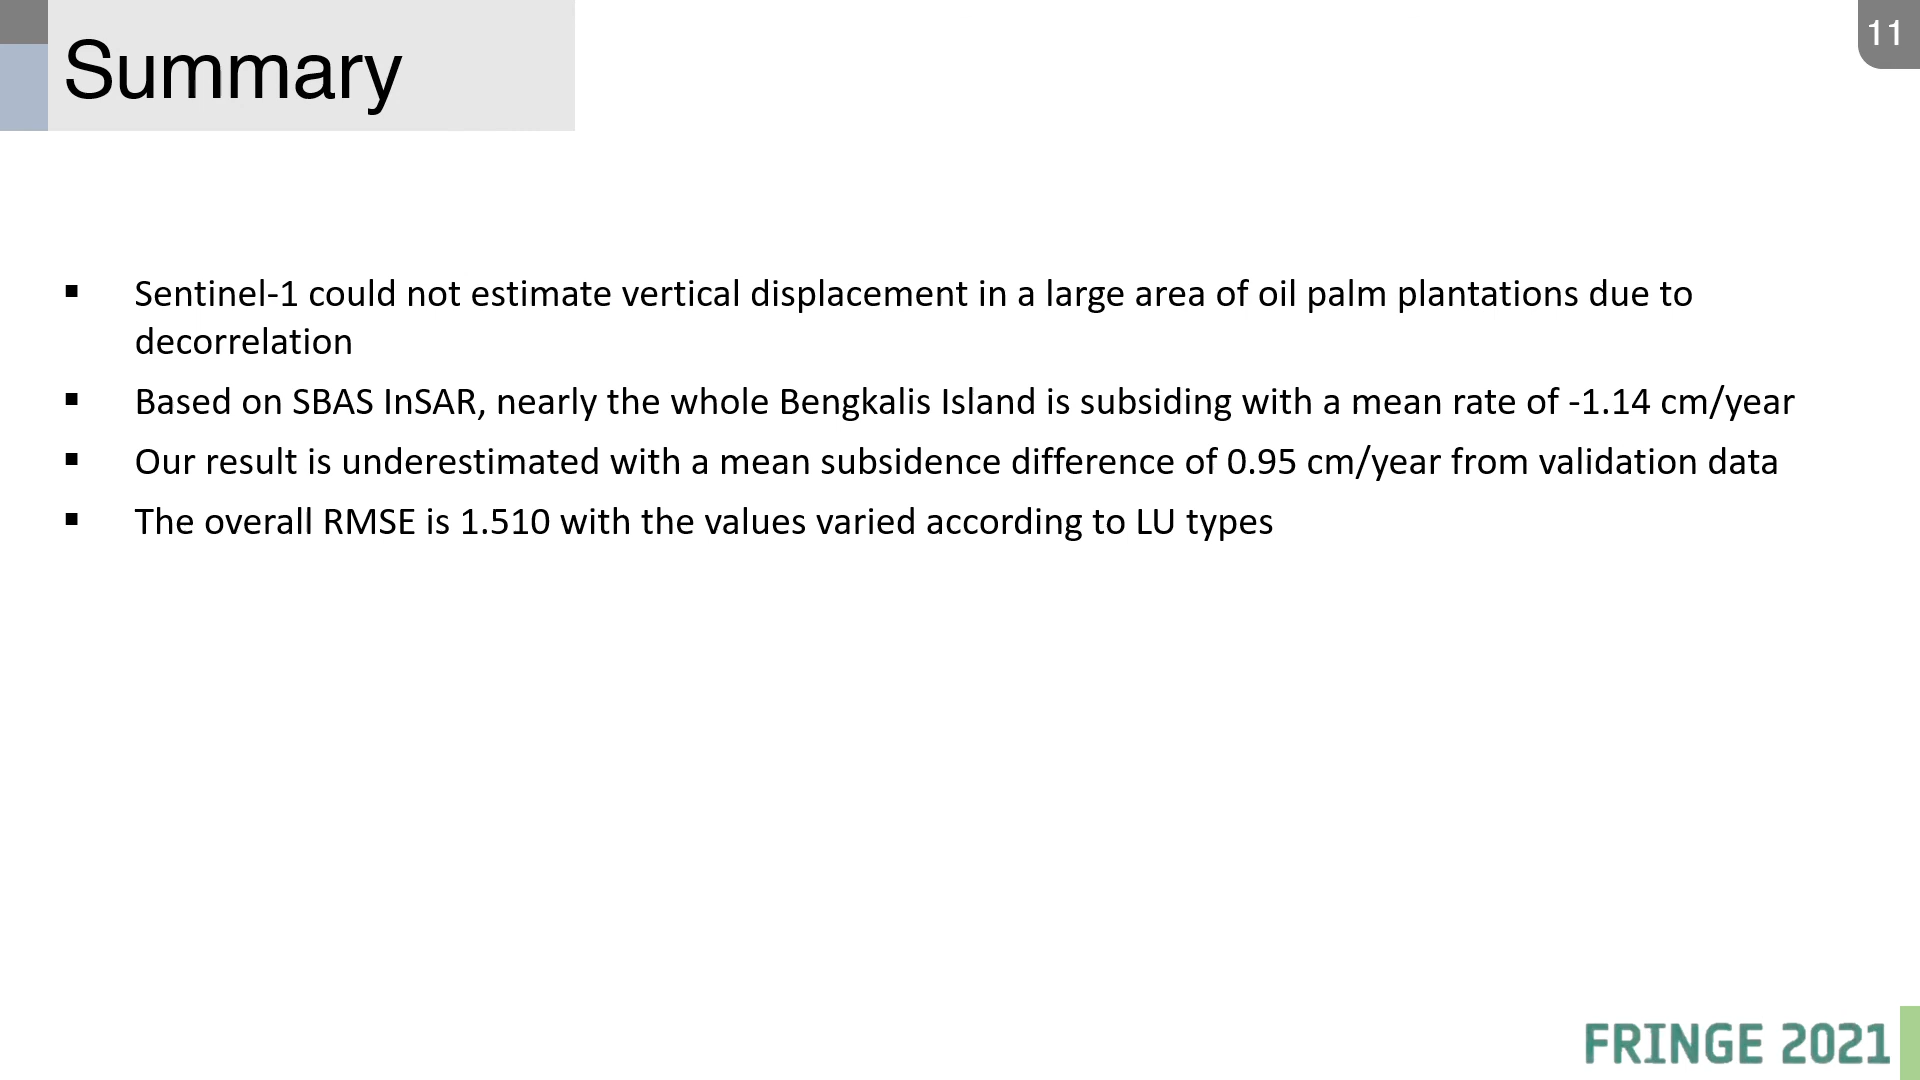 Summary
11
▪ Sentinel-1 could not estimate vertical displacement in a large area of oil palm plantations due to
decorrelation
▪ Based on SBAS InSAR, nearly the whole Bengkalis Island is subsiding with a mean rate of -1.14 cm/year
▪ Our result is underestimated with a mean subsidence difference of 0.95 cm/year from validation data
▪ The overall RMSE is 1.510 with the values varied according to LU types
FRINGE 2021